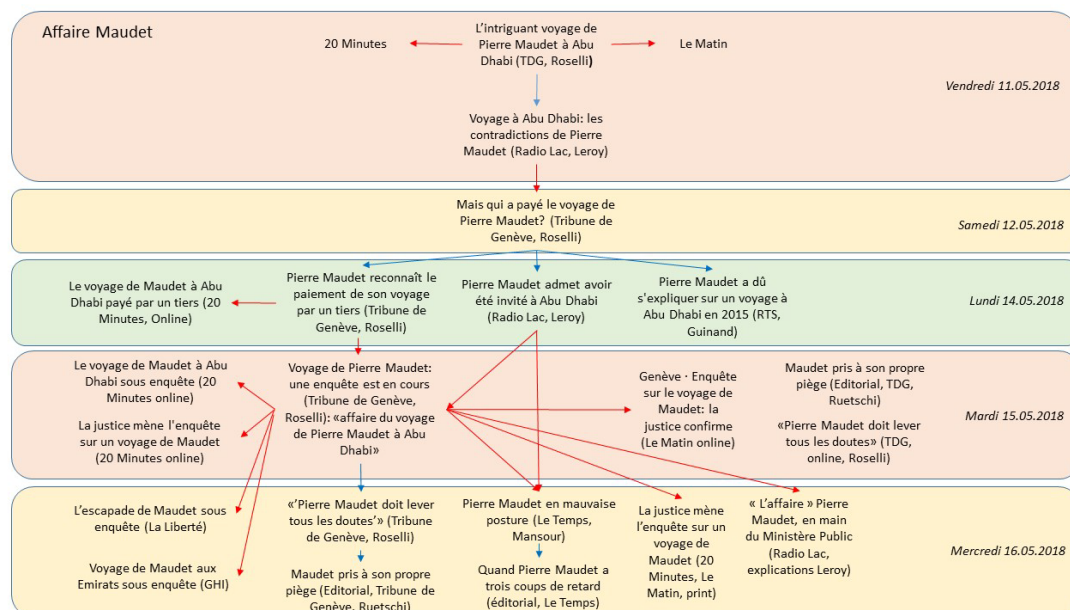 Affaire Maudet
20 Minutes
L'intriguant voyage de
Pierre Maudet à Abu
Dhabi (TDG, Roselli)
Le Matin
Vendredi 11.05.2018
Voyage à Abu Dhabi: les
contradictions de Pierre
Maudet (Radio Lac, Leroy)
Mais qui a payé le voyage de
Pierre Maudet? (Tribune de
Genève, Roselli)
Samedi 12.05.2018
Le voyage de Maudet à Abu
Dhabi payé par un tiers (20
Minutes, Online)
Pierre Maudet reconnaît le
paiement de son voyage
par un tiers (Tribune de
Genève, Roselli)
Pierre Maudet admet avoir
été invité à Abu Dhabi
(Radio Lac, Leroy)
Pierre Maudet a dû
s'expliquer sur un voyage à
Abu Dhabi en 2015 (RTS,
Guinand)
Lundi 14.05.2018
Le voyage de Maudet à Abu
Dhabi sous enquête (20
Minutes online)
La justice mène l'enquête
sur un voyage de Maudet
(20 Minutes online)
Voyage de Pierre Maudet:
une enquête est en cours
(Tribune de Genève,
Roselli): «affaire du voyage
de Pierre Maudet à Abu
Dhabi»
Genève · Enquête
sur le voyage de
Maudet: la
justice confirme
(Le Matin online)
Maudet pris à son propre
piège (Editorial, TDG,
Ruetschi)
«Pierre Maudet doit lever
tous les doutes» (TDG,
online, Roselli)
Mardi 15.05.2018
L'escapade de Maudet sous
enquête (La Liberté)
Voyage de Maudet aux
Emirats sous enquête (GHI)
«'Pierre Maudet doit lever
tous les doutes'» (Tribune
de Genève, Roselli)
Maudet pris à son propre
piège (Editorial, Tribune de
Genève, Ruetschi)
Pierre Maudet en mauvaise
posture (Le Temps,
Mansour)
Quand Pierre Maudet a
trois coups de retard
(éditorial, Le Temps)
La justice mène
l'enquête sur un
voyage de
Maudet (20
Minutes, Le
Matin, print)
« L'affaire » Pierre
Maudet, en main
du Ministère Public
(Radio Lac,
explications Leroy)
Mercredi 16.05.2018